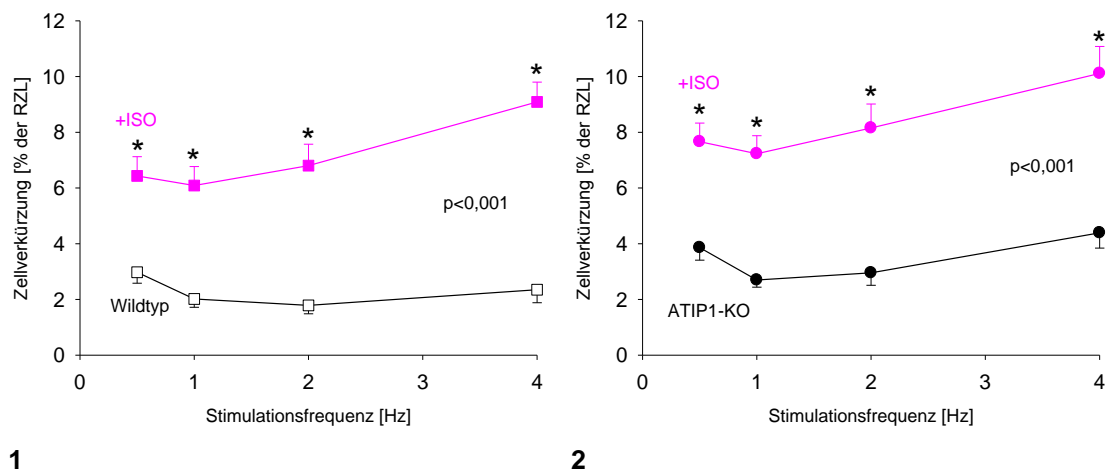 12
10
8
6
4
2
0
Zellverkürzung [% der RZL]
+ISO
* * * *
p<0,001
Wildtyp
0 1 2 3 4
Stimulationsfrequenz [Hz]
1
12
10
8
6
4
2
0
Zellverkürzung [% der RZL]
+ISO
* * * *
p<0,001
ATIP1-KO
0 1 2 3 4
Stimulationsfrequenz [Hz]
2